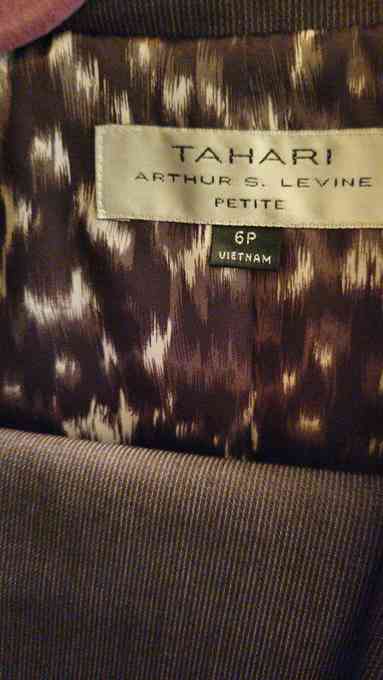 TAHARI
ARTHUR S. LEVINE
PETITE
6P
VIETNAM